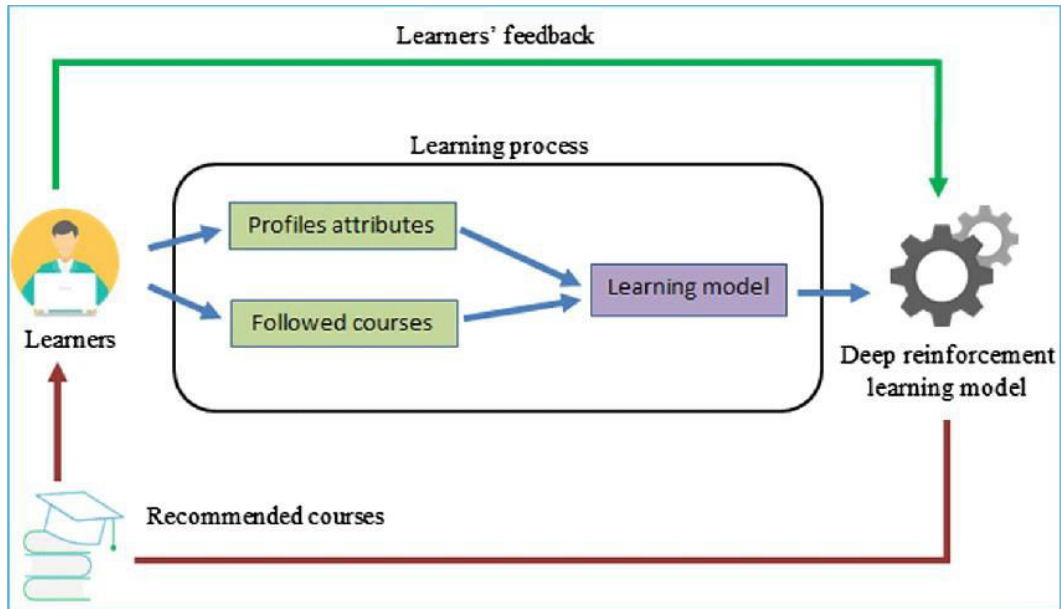 Learners' feedback
Learning process
Profiles attributes
Learning model
Followed courses
Learners
Deep reinforcement
learning model
Recommended courses